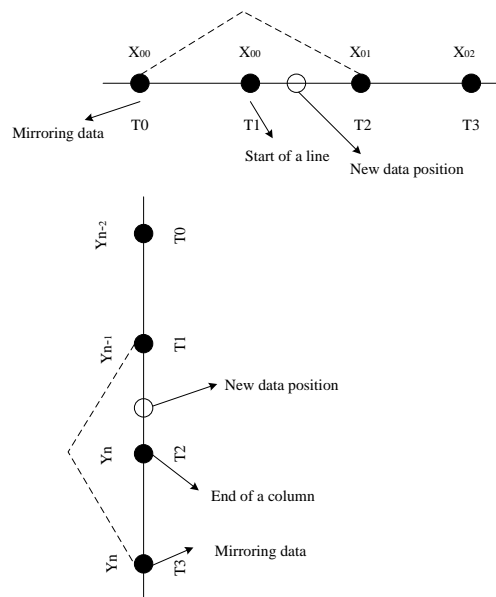 X00 X00 X01 X02
Mirroring data
T0 T1 T2 T3
Start of a line
New data position
Yn-2 T0
Yn-1 T1
New data position
Yn T2
End of a column
Yn T3
Mirroring data